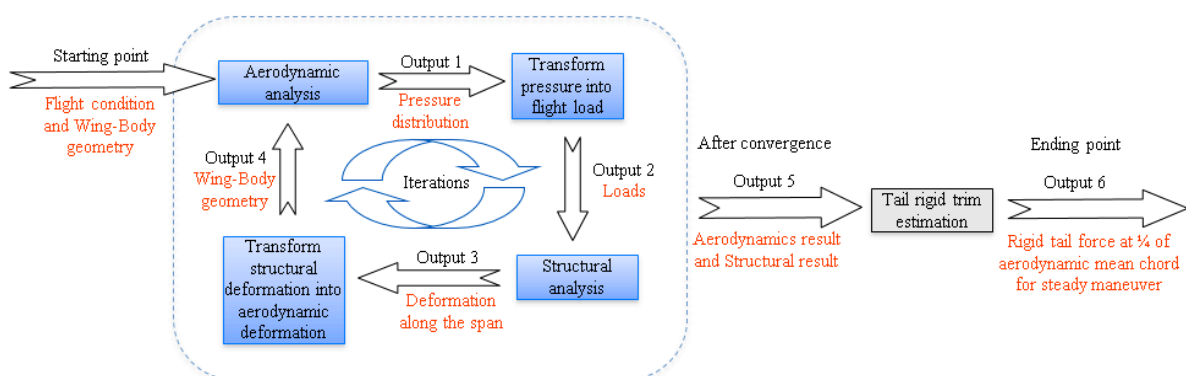 Starting point
Flight condition
and Wing-Body
geometry
Aerodynamic
analysis
Output 1
Pressure
distribution
Transform
pressure into
flight load
Output 2
Loads
Structural
analysis
Output 3
Deformation
along the span
Transform
structural
deformation into
aerodynamic
deformation
Output 4
Wing-Body
geometry
Iterations
After convergence
Output 5
Aerodynamics result
and Structural result
Tail rigid trim
estimation
Ending point
Output 6
Rigid tail force at ¼ of
aerodynamic mean chord
for steady maneuver